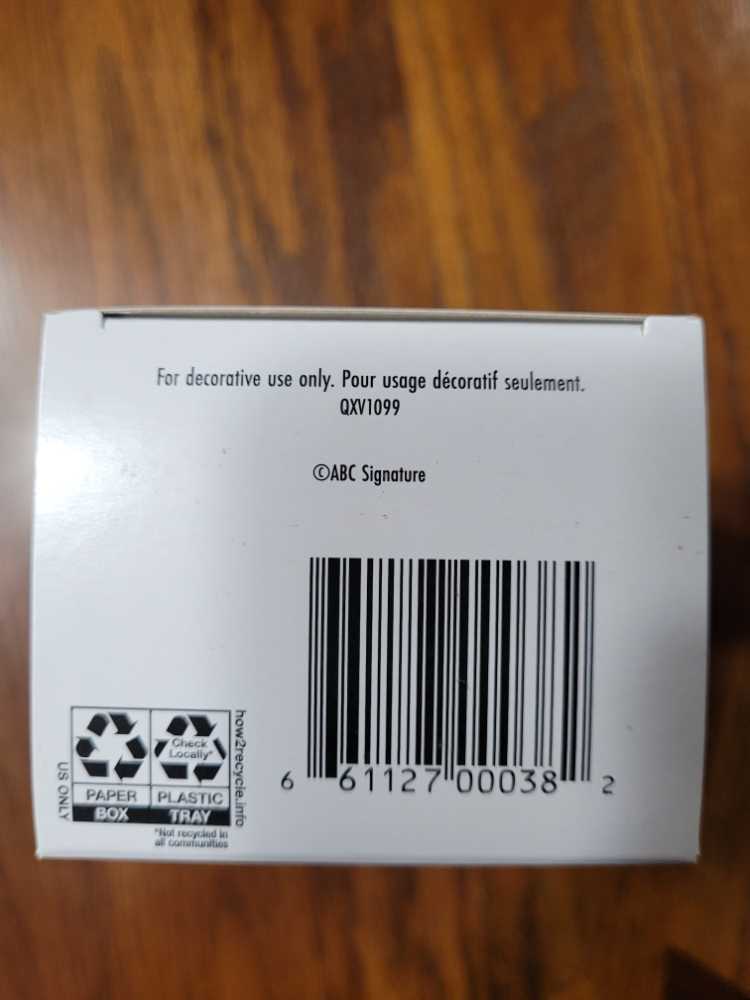 For decorative use only. Pour usage décoratif seulement.
QXV1099
©ABC Signature
6 61127 00038 2
Check
Locally*
PAPER PLASTIC
BOX TRAY
*Not recycled in
all communities
US ONLY
how2recycle.info